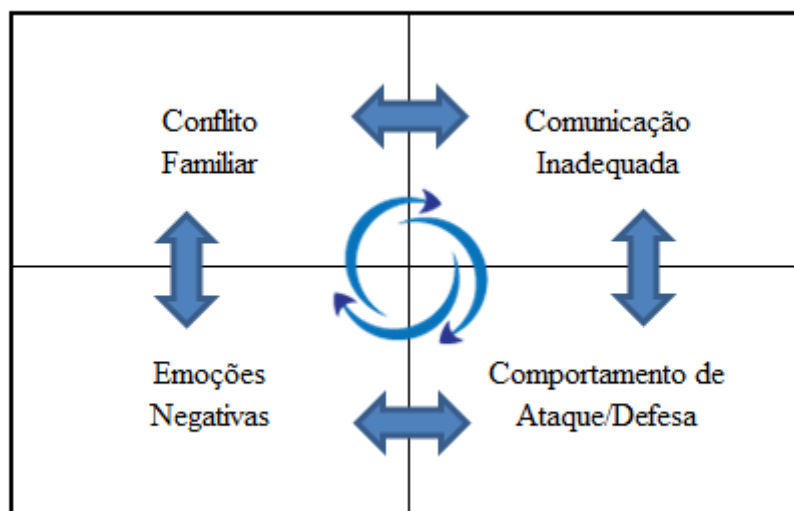 Conflito
Familiar
Comunicação
Inadequada
Emoções
Negativas
Comportamento de
Ataque/Defesa